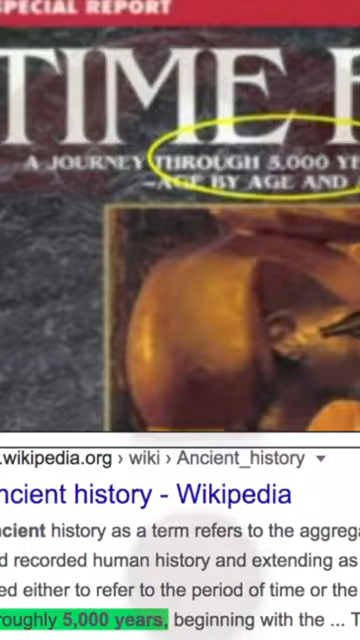 SPECIAL REPORT
TIME F
A JOURNEY THROUGH 5,000 YE
–AGE BY AGE AND
.wikipedia.org › wiki › Ancient_history
ncient history - Wikipedia
ncient history as a term refers to the aggrega
d recorded human history and extending as
ed either to refer to the period of time or the
roughly 5,000 years, beginning with the ... T